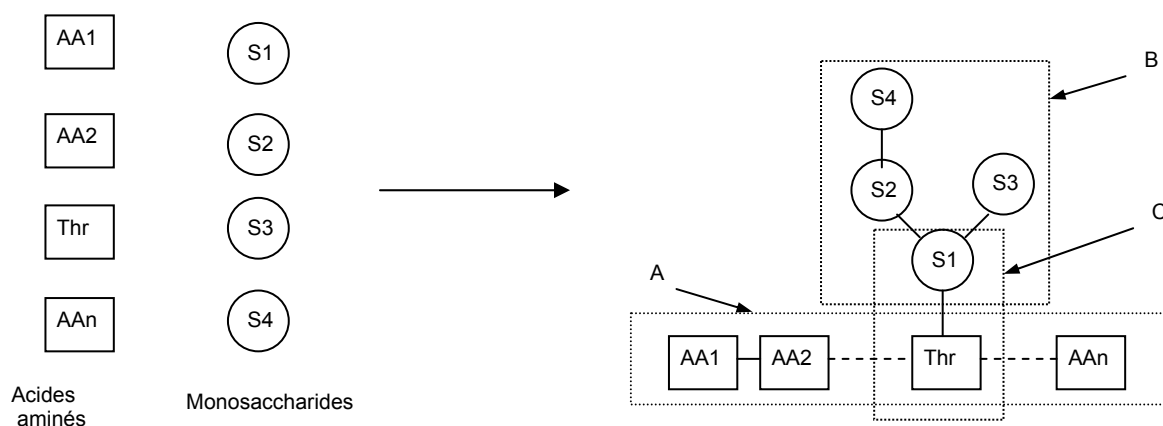 AA1
S1
AA2
S2
Thr
S3
AAn
S4
Acides
aminés
Monosaccharides
B
S4
S2
S3
C
S1
A
AA1
AA2
Thr
AAn